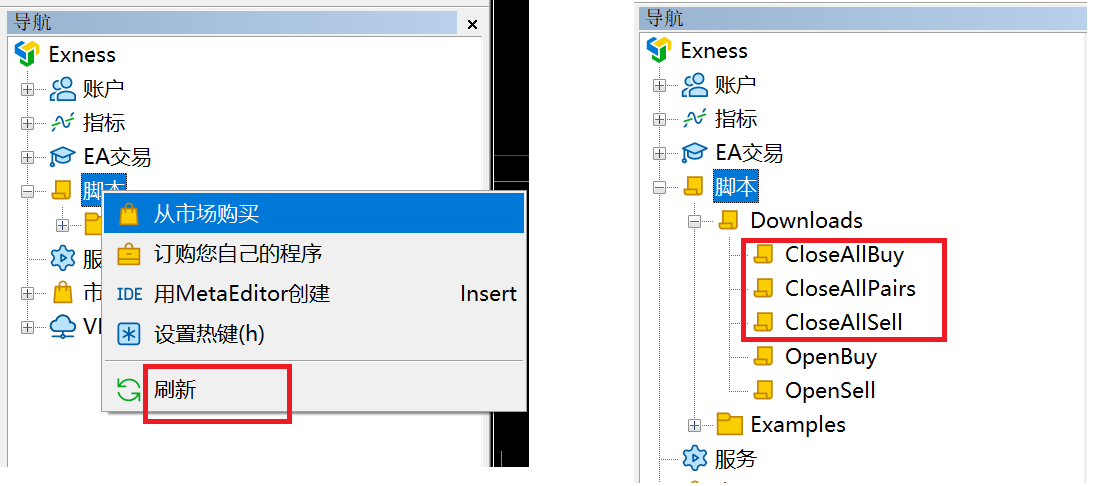 导航
Exness
账户
指标
EA交易
脚本
从市场购买
订购您自己的程序
IDE 用MetaEditor创建 Insert
设置热键(h)
刷新
导航
Exness
账户
指标
EA交易
脚本
Downloads
CloseAllBuy
CloseAllPairs
CloseAllSell
OpenBuy
OpenSell
Examples
服务